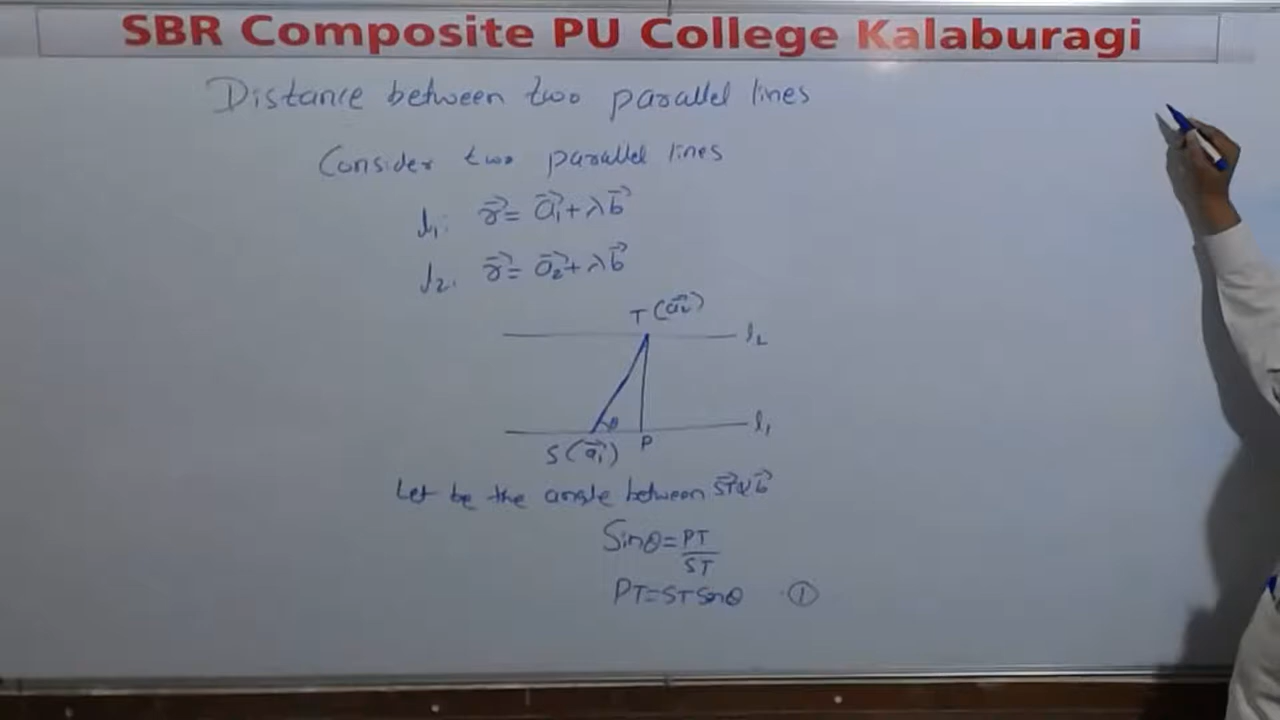 SBR Composite PU College Kalaburagi
Distance between two parallel lines
Consider two parallel lines
l₁: r⃗ = a⃗₁ + λb⃗
l₂. r⃗ = a⃗₂ + λb⃗
T (a⃗₂)
l₂
θ
l₁
S (a⃗₁) P
Let be the angle between S⃗T & b⃗
Sinθ = PT/ST
PT = ST Sinθ ①